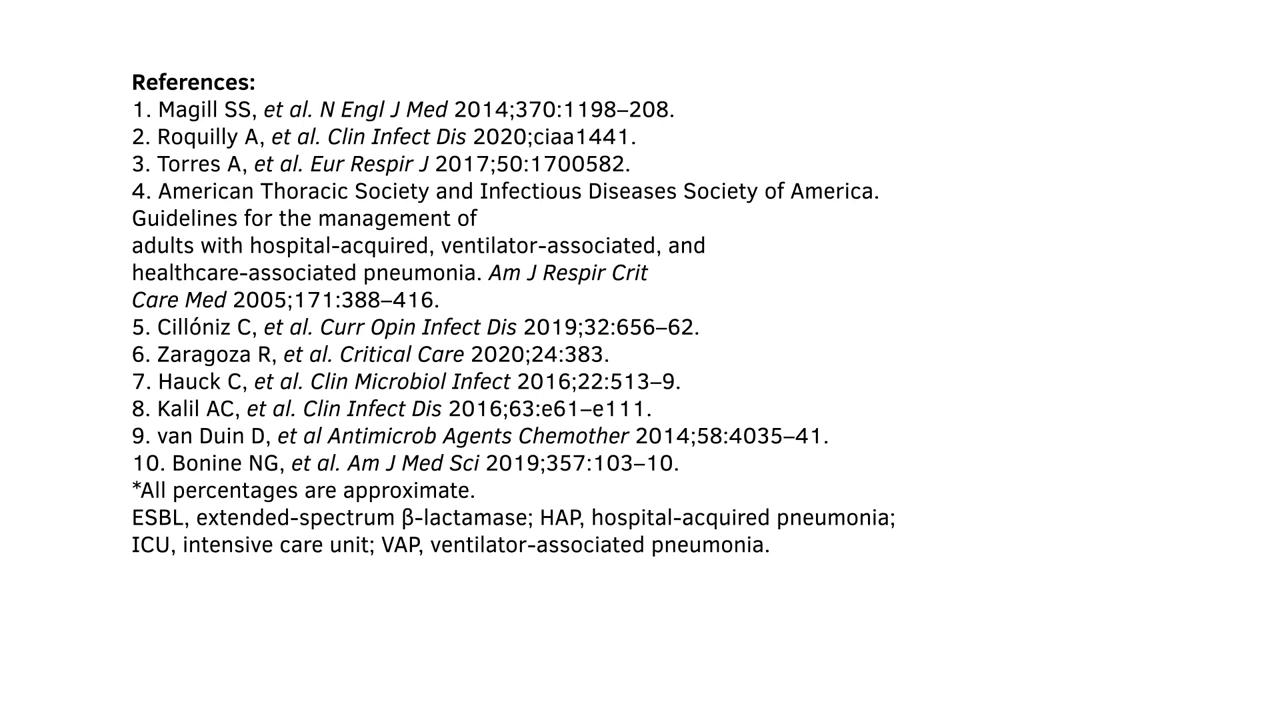 References:
1. Magill SS, et al. N Engl J Med 2014;370:1198–208.
2. Roquilly A, et al. Clin Infect Dis 2020;ciaa1441.
3. Torres A, et al. Eur Respir J 2017;50:1700582.
4. American Thoracic Society and Infectious Diseases Society of America.
Guidelines for the management of
adults with hospital-acquired, ventilator-associated, and
healthcare-associated pneumonia. Am J Respir Crit
Care Med 2005;171:388–416.
5. Cillóniz C, et al. Curr Opin Infect Dis 2019;32:656–62.
6. Zaragoza R, et al. Critical Care 2020;24:383.
7. Hauck C, et al. Clin Microbiol Infect 2016;22:513–9.
8. Kalil AC, et al. Clin Infect Dis 2016;63:e61–e111.
9. van Duin D, et al Antimicrob Agents Chemother 2014;58:4035–41.
10. Bonine NG, et al. Am J Med Sci 2019;357:103–10.
*All percentages are approximate.
ESBL, extended-spectrum β-lactamase; HAP, hospital-acquired pneumonia;
ICU, intensive care unit; VAP, ventilator-associated pneumonia.